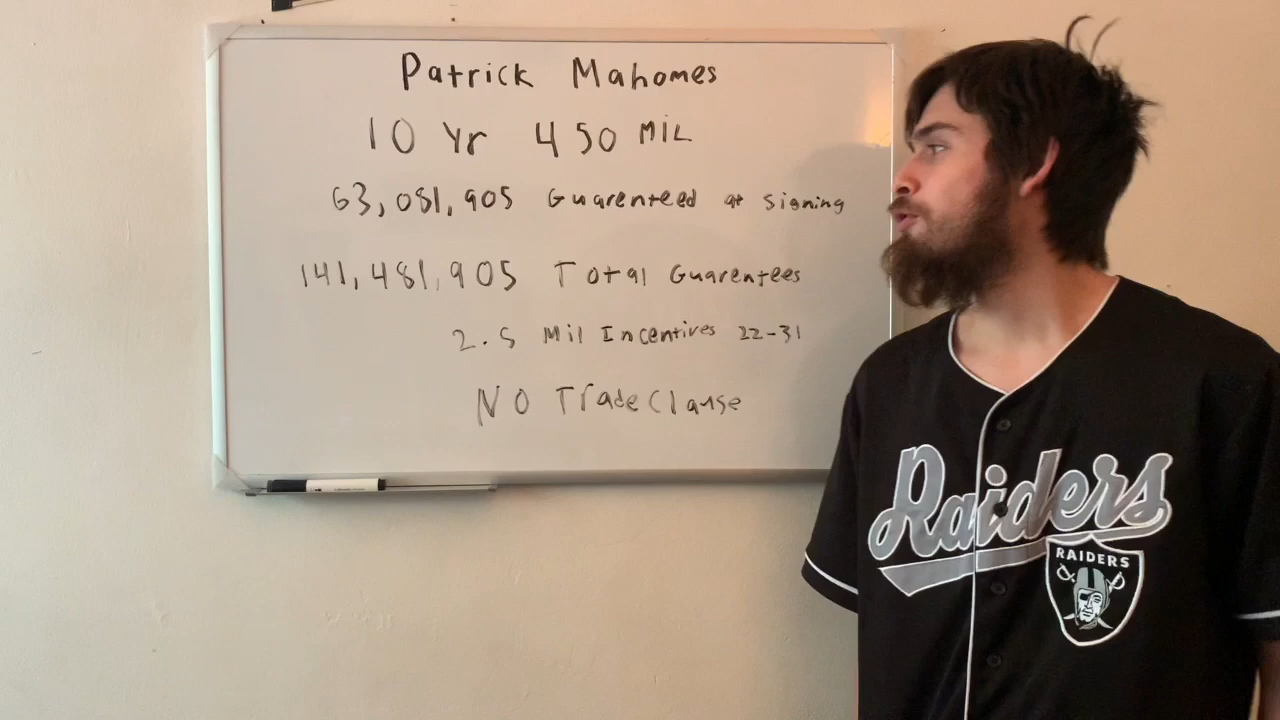 Patrick Mahomes
10 Yr 450 MIL
63,081,905 Guarenteed at signing
141,481,905 Total Guarentees
2.5 Mil Incentives 22-31
NO Trade Clause
Raiders
RAIDERS